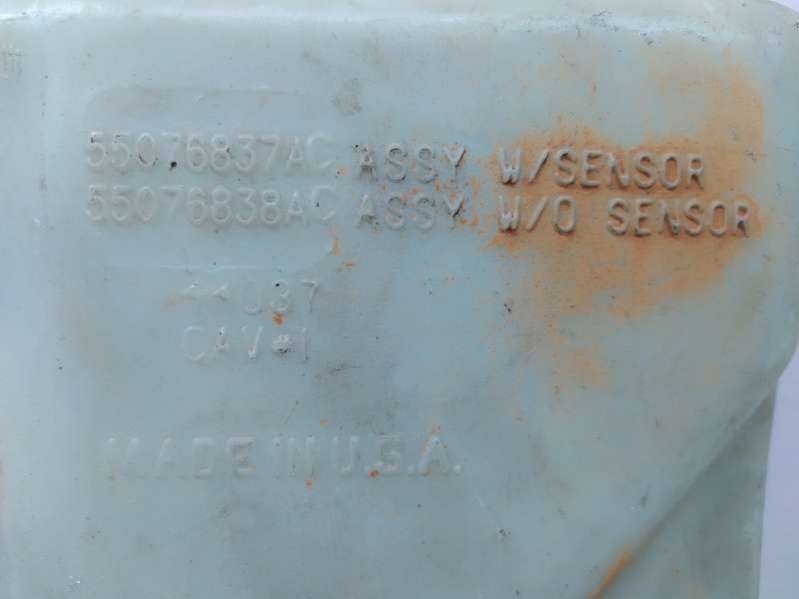 55076837AC ASSY W/SENSOR
55076838AC ASSY W/O SENSOR
CAV#1
MADE IN U.S.A.